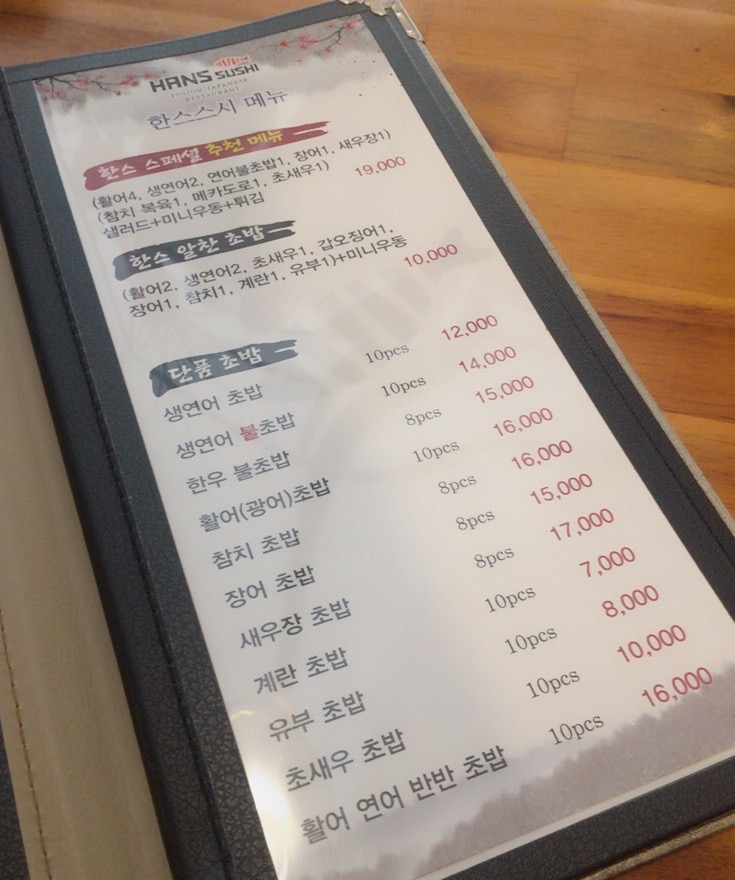 HAN'S SUSHI
FUSION JAPANESE
RESTAURANT
한스스시 메뉴
한스 스페셜 추천 메뉴
(활어4, 생연어2, 연어불초밥1, 장어1, 새우장1)
(참치 복육1, 메카도로1, 초새우1) 19,000
샐러드+미니우동+튀김
한스 알찬 초밥
(활어2, 생연어2, 초새우1, 갑오징어1,
장어1, 참치1, 계란1, 유부1)+미니우동 10,000
단품 초밥
생연어 초밥 10pcs 12,000
생연어 불초밥 10pcs 14,000
한우 불초밥 8pcs 15,000
활어(광어)초밥 10pcs 16,000
참치 초밥 8pcs 16,000
장어 초밥 8pcs 15,000
새우장 초밥 8pcs 17,000
계란 초밥 10pcs 7,000
유부 초밥 10pcs 8,000
초새우 초밥 10pcs 10,000
활어 연어 반반 초밥 10pcs 16,000